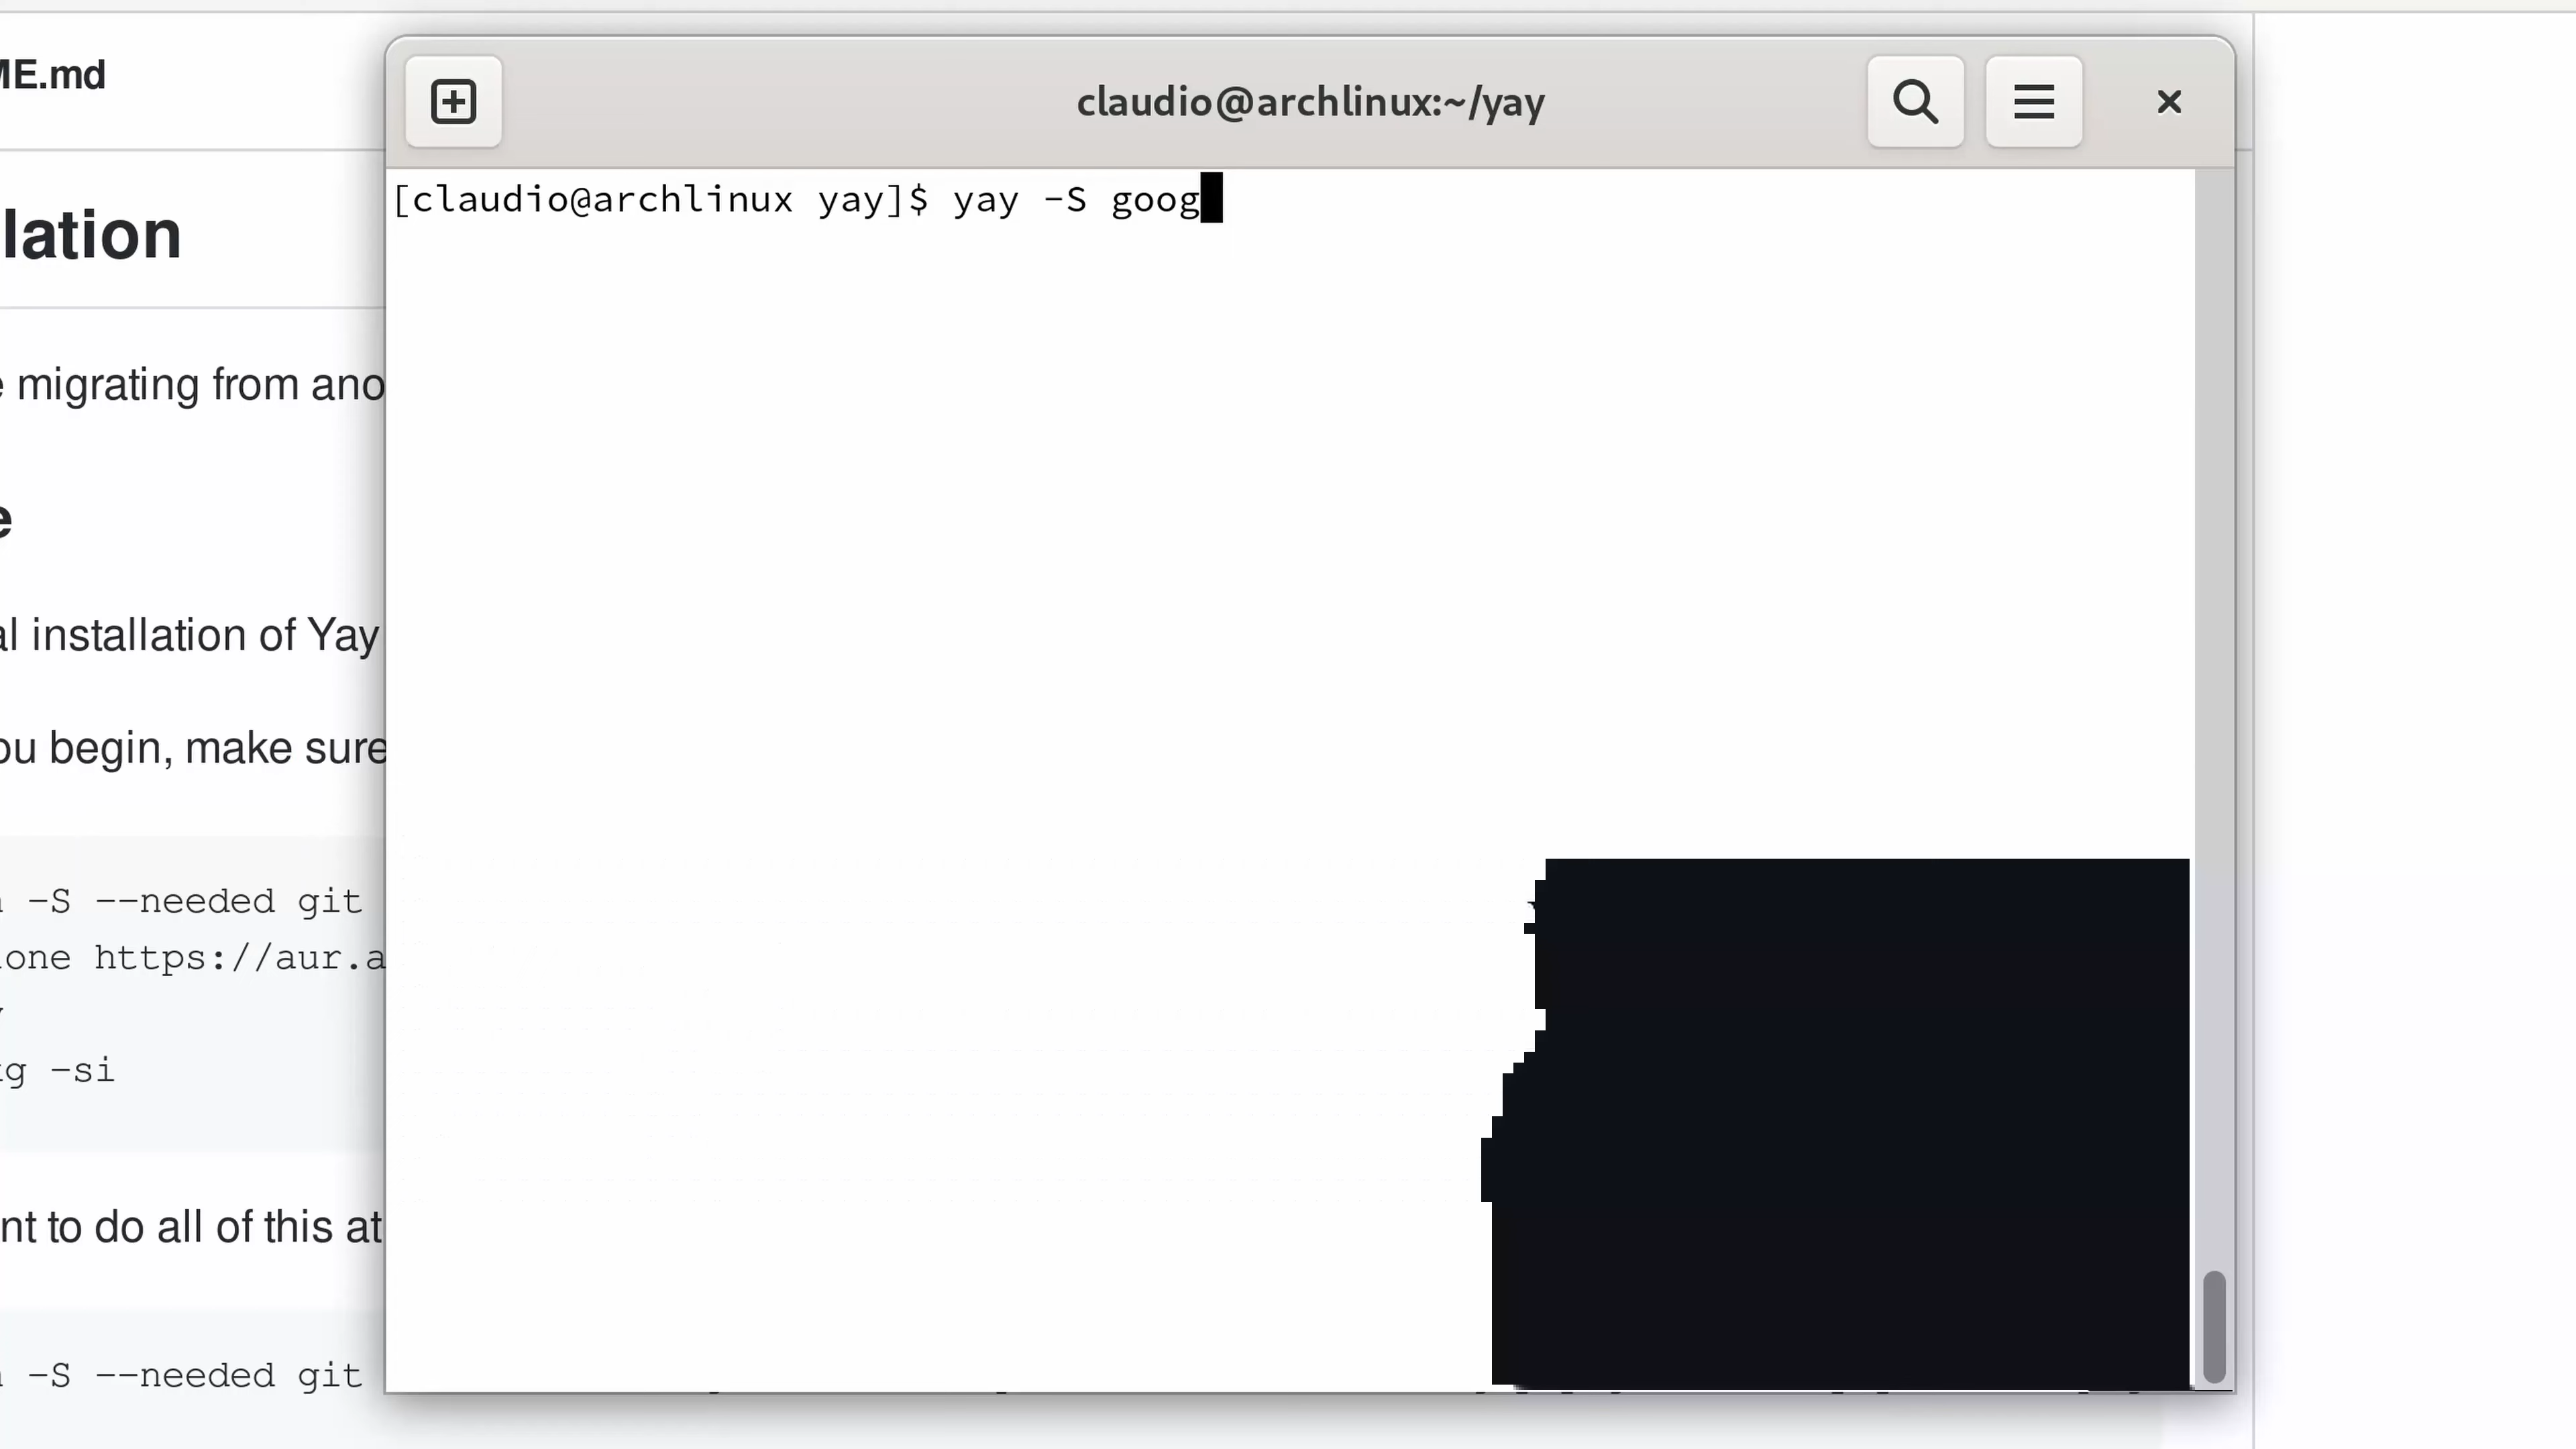 ME.md
claudio@archlinux:~/yay
[claudio@archlinux yay]$ yay -S goog
lation
migrating from ano
al installation of Yay
ou begin, make sure
-S --needed git
one https://aur.a
kg -si
nt to do all of this at
-S --needed git